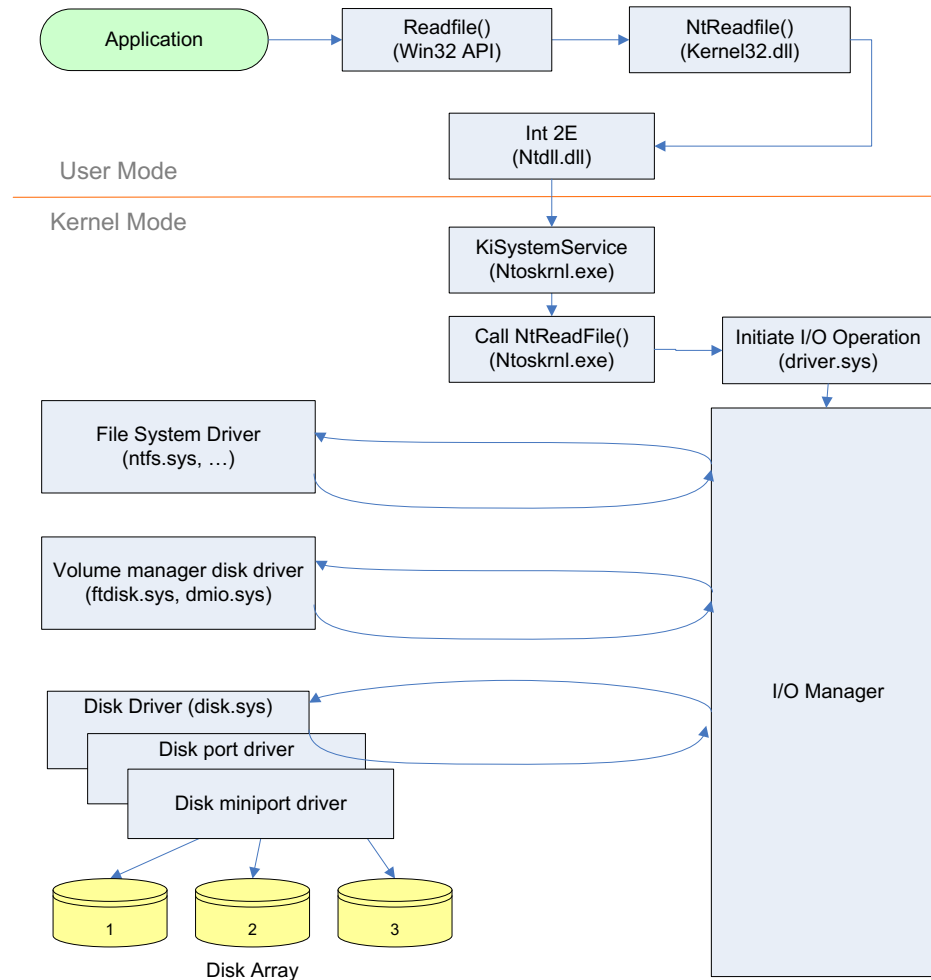 Application
Readfile()
(Win32 API)
NtReadfile()
(Kernel32.dll)
Int 2E
(Ntdll.dll)
User Mode
Kernel Mode
KiSystemService
(Ntoskrnl.exe)
Call NtReadFile()
(Ntoskrnl.exe)
Initiate I/O Operation
(driver.sys)
File System Driver
(ntfs.sys, …)
Volume manager disk driver
(ftdisk.sys, dmio.sys)
I/O Manager
Disk Driver (disk.sys)
Disk port driver
Disk miniport driver
1
2
3
Disk Array